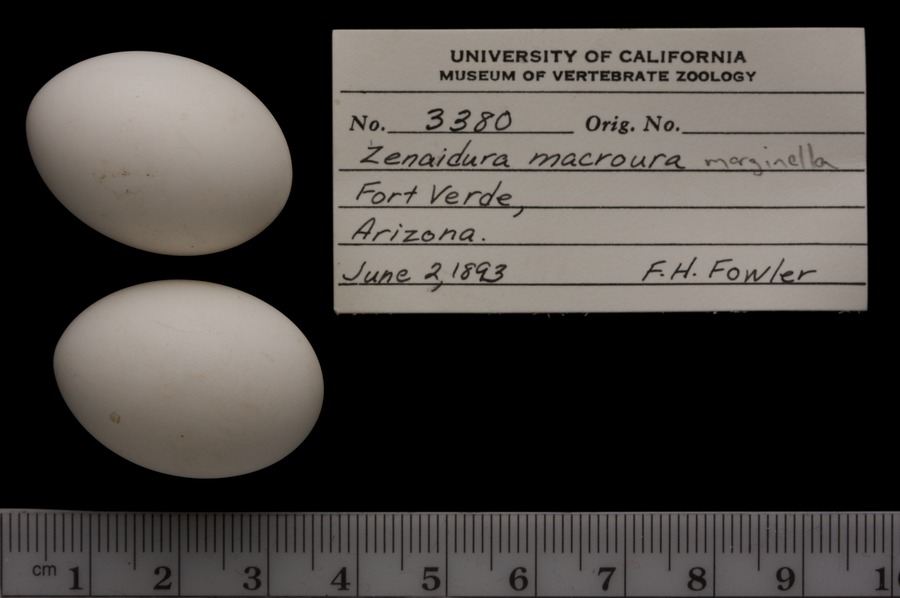 UNIVERSITY OF CALIFORNIA
MUSEUM OF VERTEBRATE ZOOLOGY
No. 3380 Orig. No.
Zenaidura macroura marginella
Fort Verde,
Arizona.
June 2, 1893 F.H. Fowler
cm 1 2 3 4 5 6 7 8 9 1